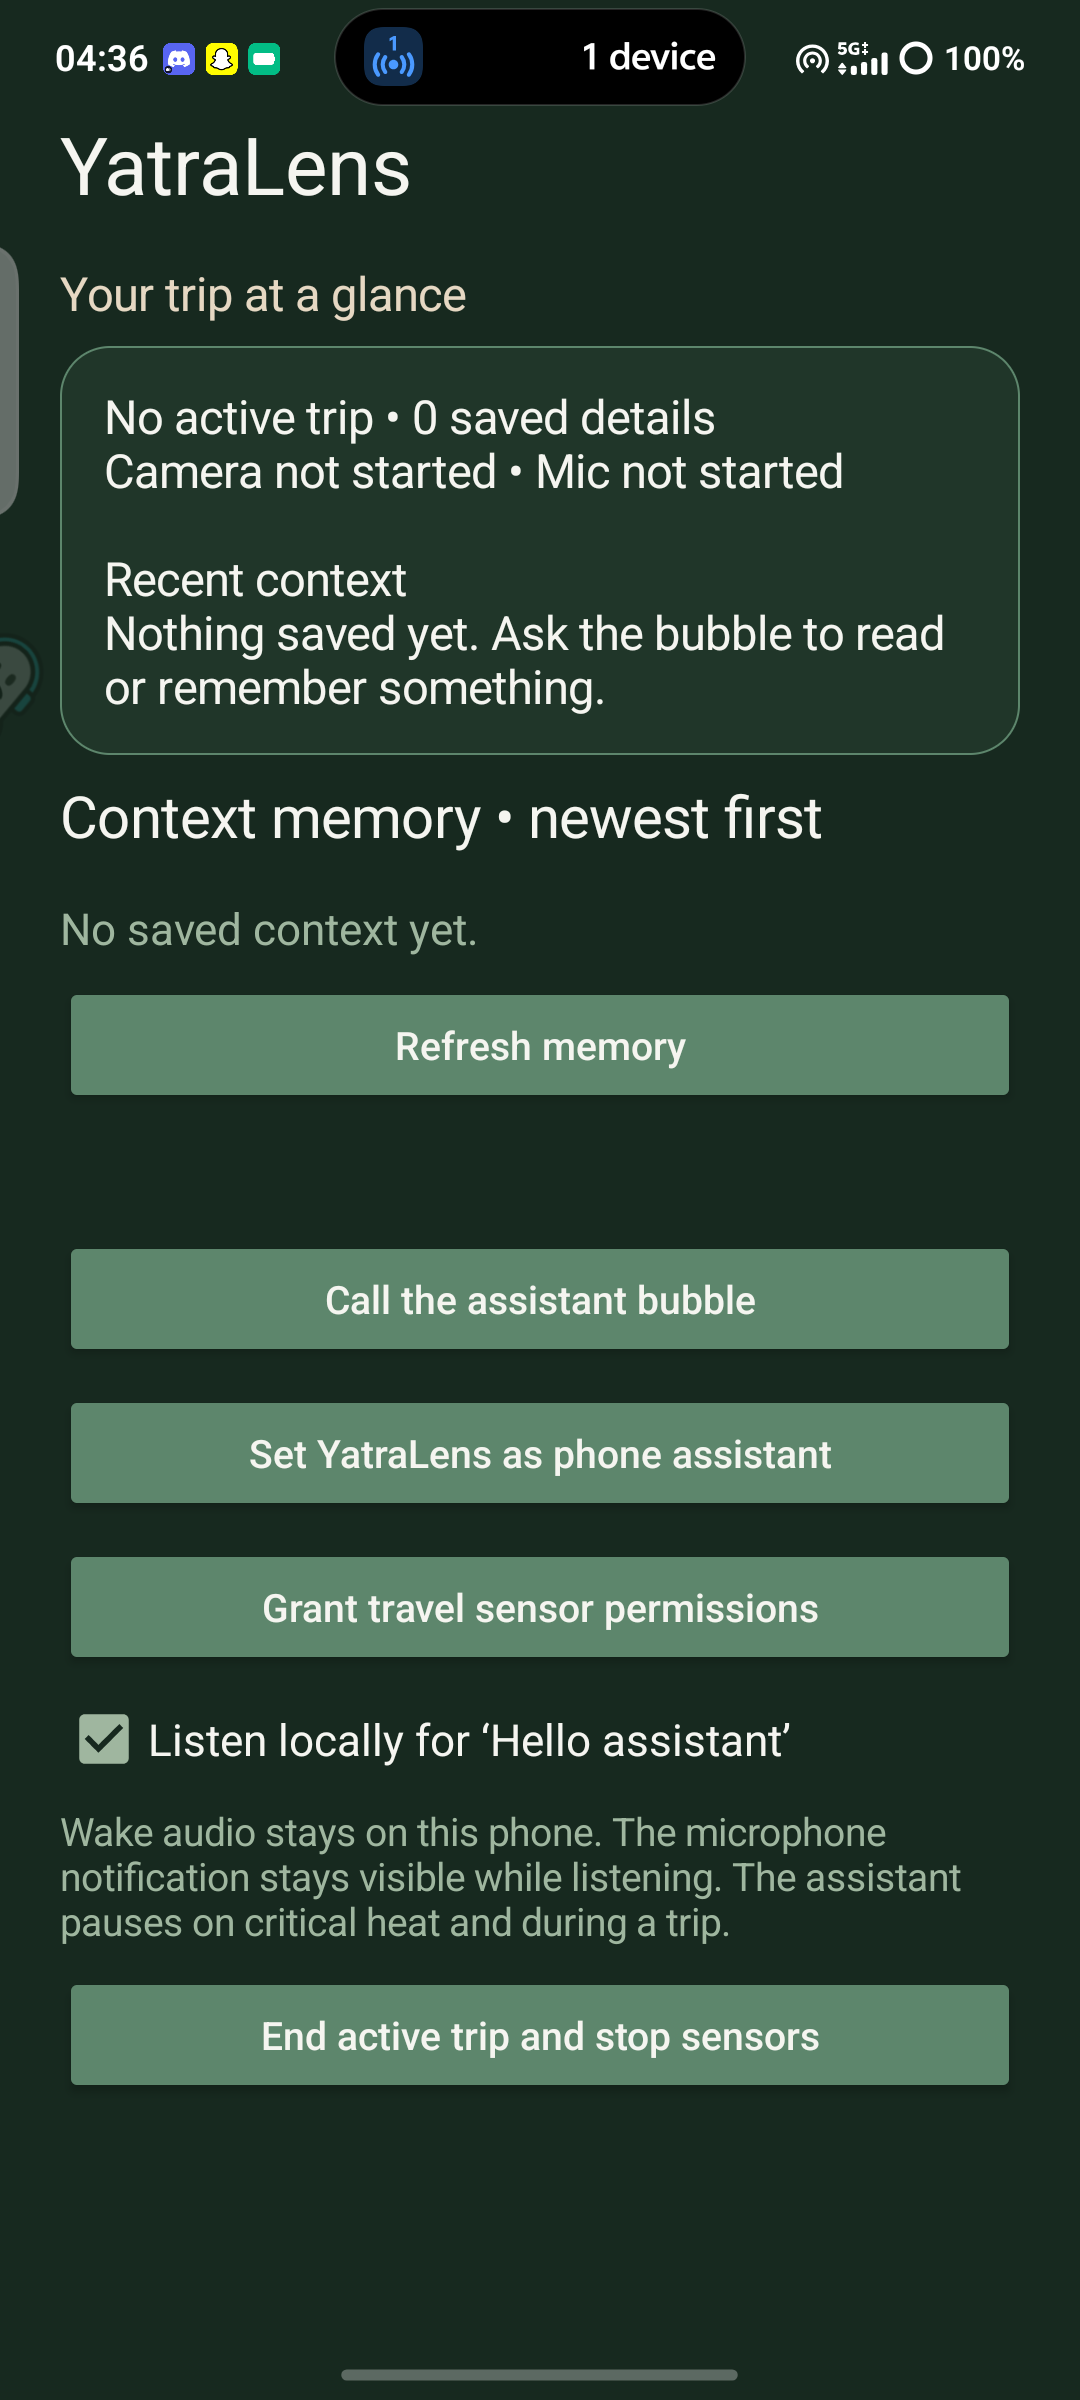 04:36
1
1 device
5G
100%
YatraLens
Your trip at a glance
No active trip • 0 saved details
Camera not started • Mic not started
Recent context
Nothing saved yet. Ask the bubble to read
or remember something.
Context memory • newest first
No saved context yet.
Refresh memory
Call the assistant bubble
Set YatraLens as phone assistant
Grant travel sensor permissions
Listen locally for ‘Hello assistant’
Wake audio stays on this phone. The microphone
notification stays visible while listening. The assistant
pauses on critical heat and during a trip.
End active trip and stop sensors